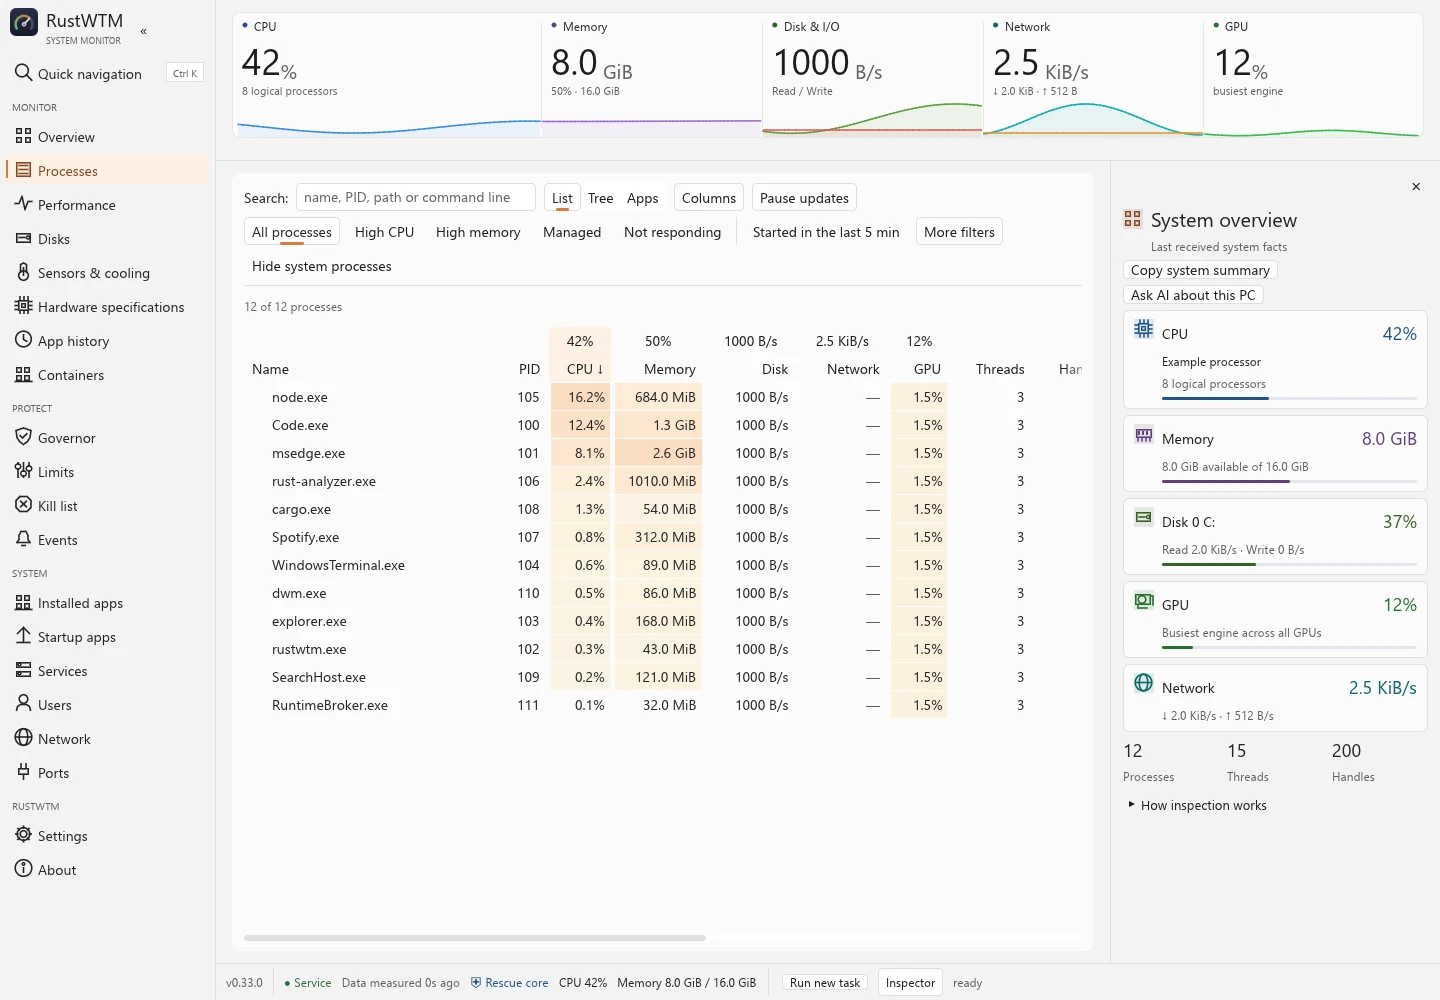 RustWTM
SYSTEM MONITOR
«
Quick navigation Ctrl K
MONITOR
Overview
Processes
Performance
Disks
Sensors & cooling
Hardware specifications
App history
Containers
PROTECT
Governor
Limits
Kill list
Events
SYSTEM
Installed apps
Startup apps
Services
Users
Network
Ports
RUSTWTM
Settings
About
CPU
42%
8 logical processors
Memory
8.0 GiB
50% · 16.0 GiB
Disk & I/O
1000 B/s
Read / Write
Network
2.5 KiB/s
↓ 2.0 KiB · ↑ 512 B
GPU
12%
busiest engine
Search: name, PID, path or command line List Tree Apps Columns Pause updates
All processes High CPU High memory Managed Not responding Started in the last 5 min More filters
Hide system processes
12 of 12 processes
42% 50% 1000 B/s 2.5 KiB/s 12%
Name PID CPU ↓ Memory Disk Network GPU Threads Han
node.exe 105 16.2% 684.0 MiB 1000 B/s — 1.5% 3
Code.exe 100 12.4% 1.3 GiB 1000 B/s — 1.5% 3
msedge.exe 101 8.1% 2.6 GiB 1000 B/s — 1.5% 3
rust-analyzer.exe 106 2.4% 1010.0 MiB 1000 B/s — 1.5% 3
cargo.exe 108 1.3% 54.0 MiB 1000 B/s — 1.5% 3
Spotify.exe 107 0.8% 312.0 MiB 1000 B/s — 1.5% 3
WindowsTerminal.exe 104 0.6% 89.0 MiB 1000 B/s — 1.5% 3
dwm.exe 110 0.5% 86.0 MiB 1000 B/s — 1.5% 3
explorer.exe 103 0.4% 168.0 MiB 1000 B/s — 1.5% 3
rustwtm.exe 102 0.3% 43.0 MiB 1000 B/s — 1.5% 3
SearchHost.exe 109 0.2% 121.0 MiB 1000 B/s — 1.5% 3
RuntimeBroker.exe 111 0.1% 32.0 MiB 1000 B/s — 1.5% 3
×
System overview
Last received system facts
Copy system summary
Ask AI about this PC
CPU 42%
Example processor
8 logical processors
Memory 8.0 GiB
8.0 GiB available of 16.0 GiB
Disk 0 C: 37%
Read 2.0 KiB/s · Write 0 B/s
GPU 12%
Busiest engine across all GPUs
Network 2.5 KiB/s
↓ 2.0 KiB/s · ↑ 512 B/s
12 15 200
Processes Threads Handles
How inspection works
v0.33.0 Service Data measured 0s ago Rescue core CPU 42% Memory 8.0 GiB / 16.0 GiB Run new task Inspector ready